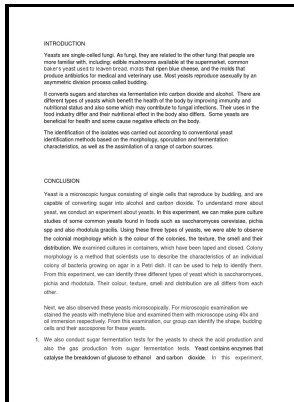 INTRODUCTION
Yeasts are single-celled fungi. As fungi, they are related to the other fungi that people are
more familiar with, including: edible mushrooms available at the supermarket, common
baker's yeast used to leaven bread, molds that ripen blue cheese, and the molds that
produce antibiotics for medical and veterinary use. Most yeasts reproduce asexually by an
asymmetric division process called budding.
It converts sugars and starches via fermentation into carbon dioxide and alcohol. There are
different types of yeasts which benefit the health of the body by improving immunity and
nutritional status and also some which may contribute to fungal infections. Their uses in the
food industry differ and their nutritional effect in the body also differs. Some yeasts are
beneficial for health and some cause negative effects on the body.
The identification of the isolates was carried out according to conventional yeast
identification methods based on the morphology, sporulation and fermentation
characteristics, as well as the assimilation of a range of carbon sources.
CONCLUSION
Yeast is a microscopic fungus consisting of single cells that reproduce by budding, and are
capable of converting sugar into alcohol and carbon dioxide. To understand more about
yeast, we conduct an experiment about yeasts. In this experiment, we can make pure culture
studies of some common yeasts found in foods such as saccharomyces cerevisiae, pichia
spp and also rhodotula gracilis. Using these three types of yeasts, we were able to observe
the colonial morphology which is the colour of the colonies, the texture, the smell and their
distribution. We examined cultures in containers, which have been taped and closed. Colony
morphology is a method that scientists use to describe the characteristics of an individual
colony of bacteria growing on agar in a Petri dish. It can be used to help to identify them.
From this experiment, we can identify three different types of yeast which is saccharomyces,
pichia and rhodotula. Their colour, texture, smell and distribution are all differs from each
other.
Next, we also observed these yeasts microscopically. For microscopic examination we
stained the yeasts with methylene blue and examined them with microscope using 40x and
oil immersion respectively. From this examination, our group can identify the shape, budding
cells and their ascospores for these yeasts.
1. We also conduct sugar fermentation tests for the yeasts to check the acid production and
also the gas production from sugar fermentation tests. Yeast contains enzymes that
catalyse the breakdown of glucose to ethanol and carbon dioxide. In this experiment,